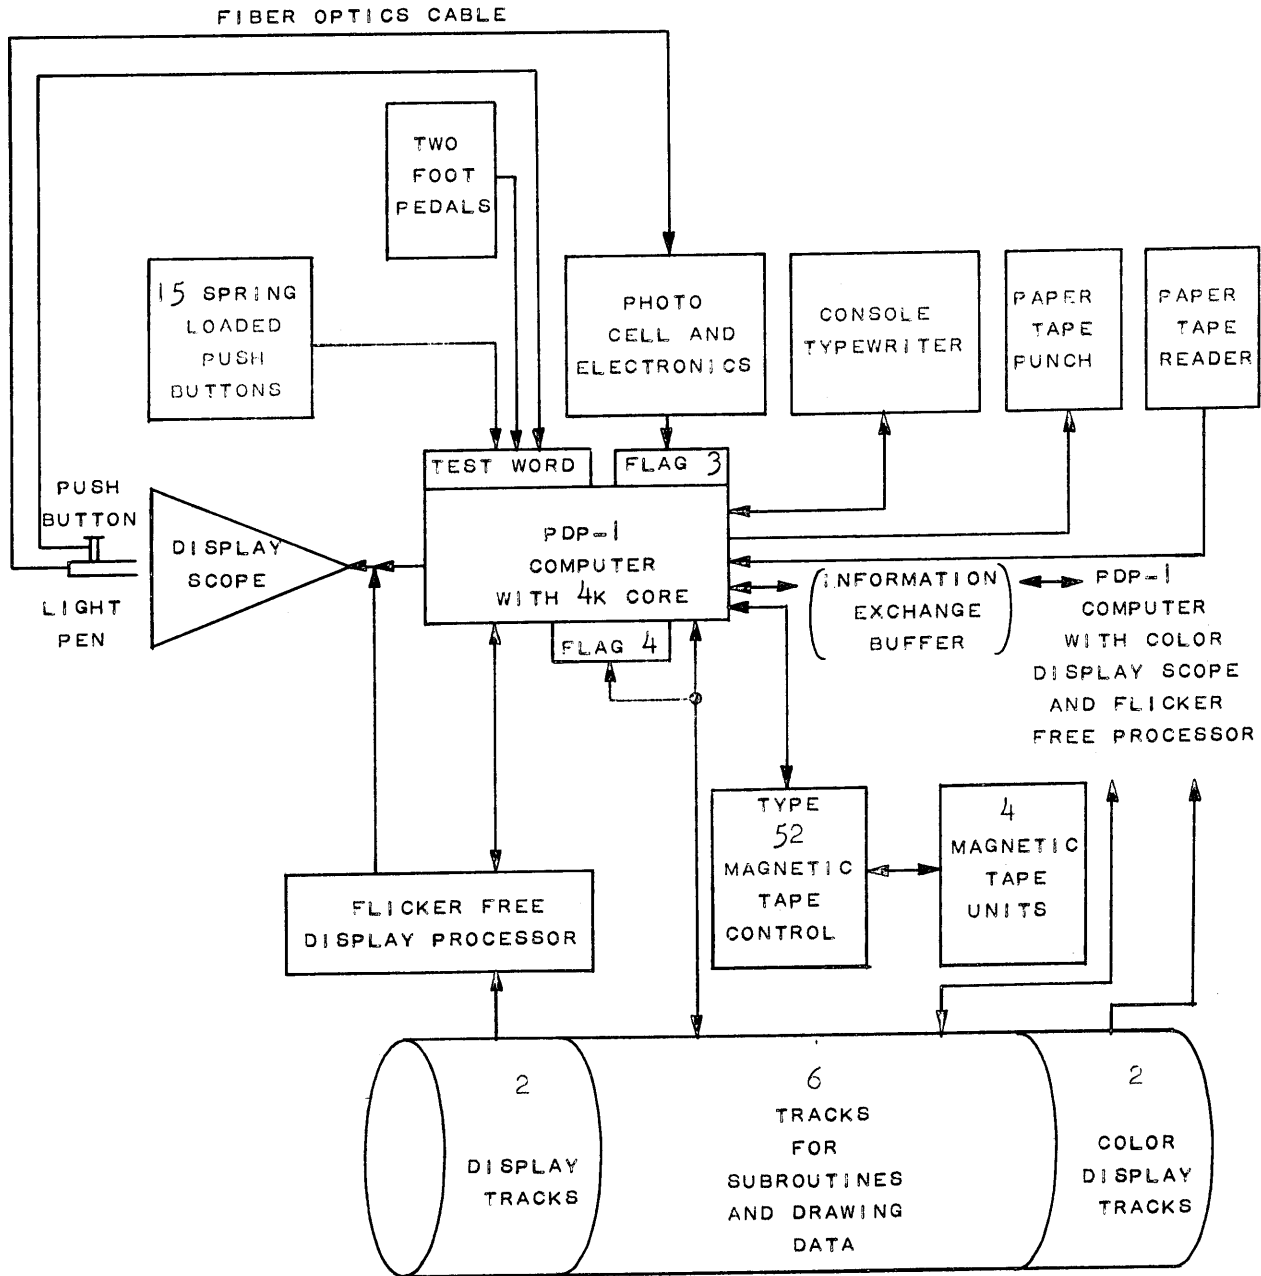 FIBER OPTICS CABLE
TWO
FOOT
PEDALS
15 SPRING
LOADED
PUSH
BUTTONS
PHOTO
CELL AND
ELECTRONICS
CONSOLE
TYPEWRITER
PAPER
TAPE
PUNCH
PAPER
TAPE
READER
TEST WORD
FLAG 3
PUSH
BUTTON
LIGHT
PEN
DISPLAY
SCOPE
PDP-1
COMPUTER
WITH 4K CORE
FLAG 4
(INFORMATION
EXCHANGE
BUFFER)
PDP-1
COMPUTER
WITH COLOR
DISPLAY SCOPE
AND FLICKER
FREE PROCESSOR
TYPE
52
MAGNETIC
TAPE
CONTROL
4
MAGNETIC
TAPE
UNITS
FLICKER FREE
DISPLAY PROCESSOR
2
DISPLAY
TRACKS
6
TRACKS
FOR
SUBROUTINES
AND DRAWING
DATA
2
COLOR
DISPLAY
TRACKS